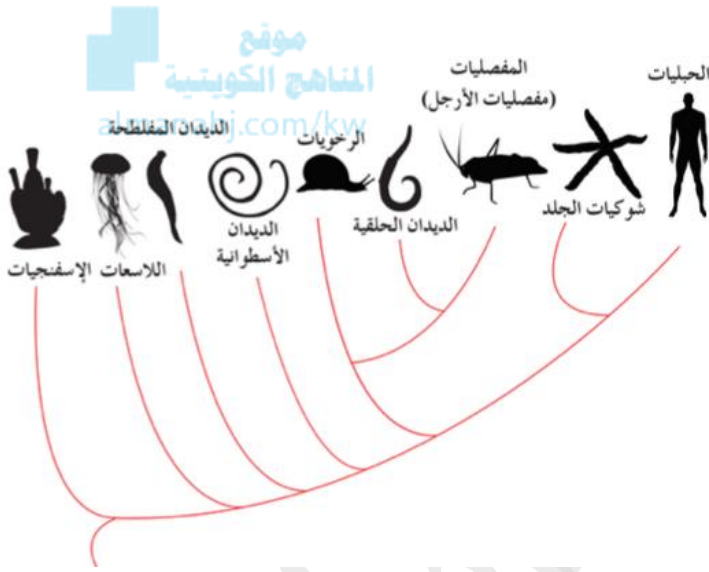 موقع
المناهج الكويتية
almanahj.com/kw
الحبليات
المفصليات
(مفصليات الأرجل)
الديدان المفلطحة
الرخويات
شوكيات الجلد
الديدان الحلقية
الديدان
الأسطوانية
اللاسعات
الإسفنجيات